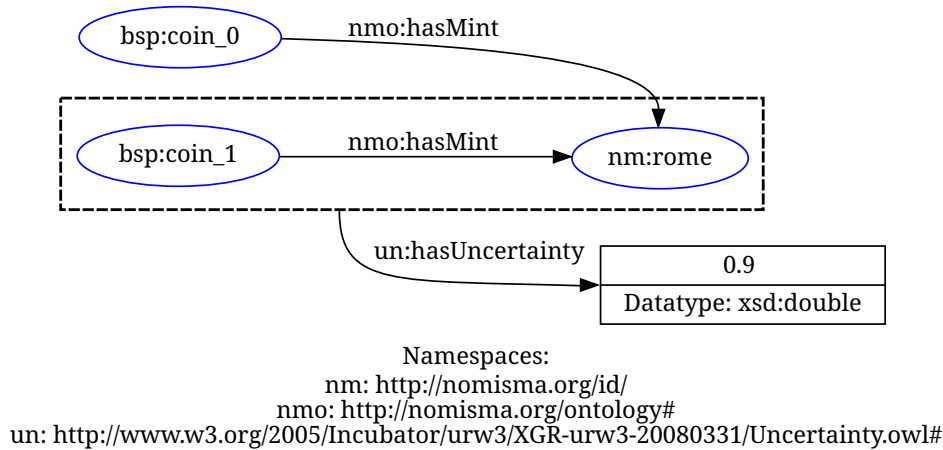 bsp:coin_0
nmo:hasMint
bsp:coin_1
nmo:hasMint
nm:rome
un:hasUncertainty
0.9
Datatype: xsd:double
Namespaces:
nm: http://nomisma.org/id/
nmo: http://nomisma.org/ontology#
un: http://www.w3.org/2005/Incubator/urw3/XGR-urw3-20080331/Uncertainty.owl#